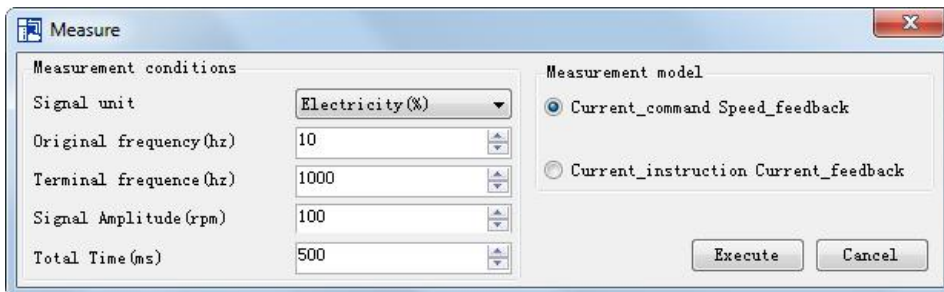 Measure
Measurement conditions
Signal unit
Electricity(%)
Original frequency(hz)
10
Terminal frequence(hz)
1000
Signal Amplitude(rpm)
100
Total Time(ms)
500
Measurement model
Current_command Speed_feedback
Current_instruction Current_feedback
Execute
Cancel